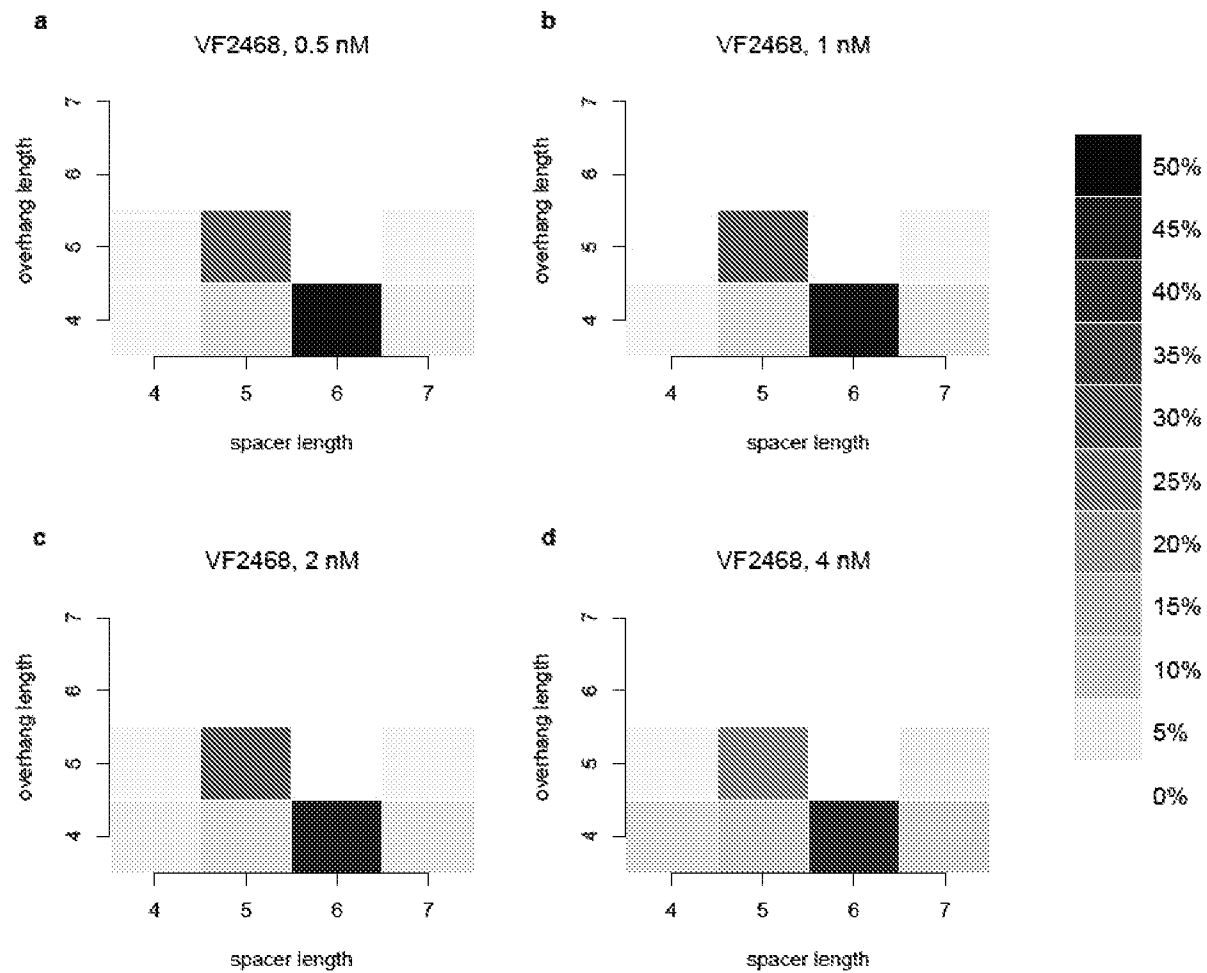 a
VF2468, 0.5 nM
overhang length
7
6
5
4
4 5 6 7
spacer length
b
VF2468, 1 nM
overhang length
7
6
5
4
4 5 6 7
spacer length
c
VF2468, 2 nM
overhang length
7
6
5
4
4 5 6 7
spacer length
d
VF2468, 4 nM
overhang length
7
6
5
4
4 5 6 7
spacer length
50%
45%
40%
35%
30%
25%
20%
15%
10%
5%
0%